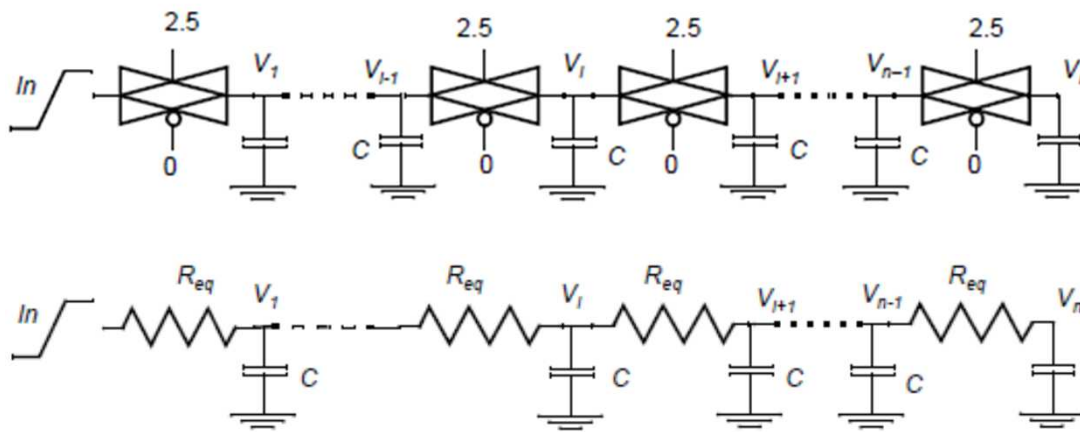 2.5 2.5 2.5 2.5
In V1 Vi-1 Vi Vi+1 Vn-1
C C C C
0 0 0 0
Req Req Req Req
In V1 Vi Vi+1 Vn-1 Vn
C C C C